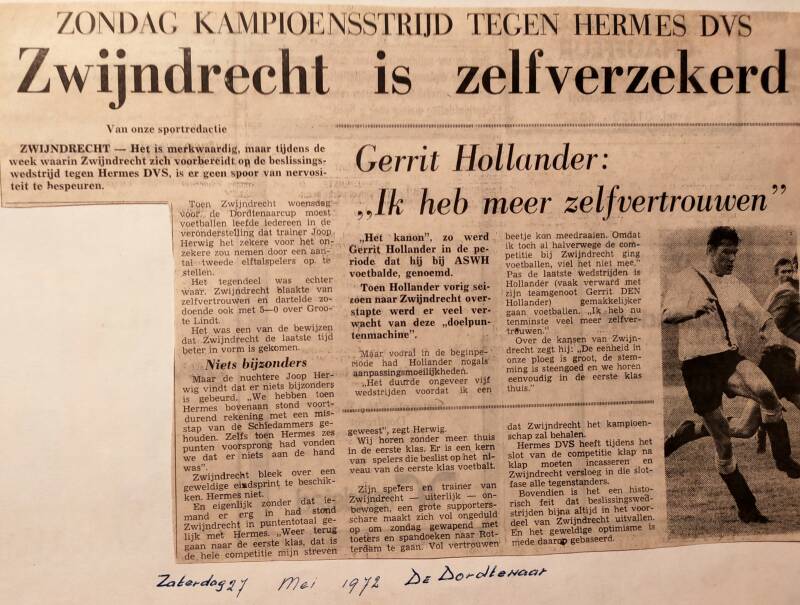 ZONDAG KAMPIOENSSTRIJD TEGEN HERMES DVS
Zwijndrecht is zelfverzekerd
Van onze sportredactie
ZWIJNDRECHT — Het is merkwaardig, maar tijdens de
week waarin Zwijndrecht zich voorbereidt op de beslissings-
wedstrijd tegen Hermes DVS, is er geen spoor van nervosi-
teit te bespeuren.
Toen Zwijndrecht woensdag
voor de Dordtenaarcup moest
voetballen leefde iedereen in de
veronderstelling dat trainer Joop
Herwig het zekere voor het on-
zekere zou nemen door een aan-
tal tweede elftalspelers op te
stellen.
Het tegendeel was echter
waar. Zwijndrecht blaakte van
zelfvertrouwen en dartelde zo-
doende ook met 5—0 over Groo-
te Lindt.
Het was een van de bewijzen
dat Zwijndrecht de laatste tijd
beter in vorm is gekomen.
Niets bijzonders
Maar de nuchtere Joop Her-
wig vindt dat er niets bijzonders
is gebeurd. „We hebben toen
Hermes bovenaan stond voort-
durend rekening met een mis-
stap van de Schiedammers ge-
houden. Zelfs toen Hermes zes
punten voorsprong had vonden
we dat er niets aan de hand
was".
Zwijndrecht bleek over een
geweldige eindsprint te beschik-
ken. Hermes niet.
En eigenlijk zonder dat ie-
mand er erg in had stond
Zwijndrecht in puntentotaal ge-
lijk met Hermes. „Weer terug
gaan naar de eerste klas, dat is
de hele competitie mijn streven
Gerrit Hollander:
„Ik heb meer zelfvertrouwen"
„Het kanon", zo werd
Gerrit Hollander in de pe-
riode dat hij bij ASWH
voetbalde, genoemd.
Toen Hollander vorig sei-
zoen naar Zwijndrecht over-
stapte werd er veel ver-
wacht van deze „doelpun-
tenmachine".
Maar vooral in de beginpe-
riode had Hollander nogals
aanpassingsmoeilijkheden.
„Het duurde ongeveer vijf
wedstrijden voordat ik een
beetje kon meedraaien. Omdat
ik toch al halverwege de com-
petitie bij Zwijndrecht ging
voetballen, viel het niet mee."
Pas de laatste wedstrijden is
Hollander (vaak verward met
zijn teamgenoot Gerrit DEN
Hollander) gemakkelijker
gaan voetballen. „Ik heb nu
tenminste veel meer zelfver-
trouwen."
Over de kansen van Zwijndrecht
zegt hij: „De eenheid in
onze ploeg is groot, de stem-
ming is steengoed en we horen
eenvoudig in de eerste klas
thuis."
geweest", zegt Herwig.
Wij horen zonder meer thuis
in de eerste klas. Er is een kern
van spelers die beslist op het ni-
veau van de eerste klas voetbalt.
Zijn spelers en trainer van
Zwijndrecht — uiterlijk — on-
bewogen, een grote supporters-
schare maakt zich vol ongeduld
op om zondag gewapend met
toeters en spandoeken naar Rot-
terdam te gaan. Vol vertrouwen
dat Zwijndrecht het kampioen-
schap zal behalen.
Hermes DVS heeft tijdens het
slot van de competitie klap na
klap moeten incasseren en
Zwijndrecht versloeg in die slot-
fase alle tegenstanders.
Bovendien is het een histo-
risch feit dat beslissingswed-
strijden bijna altijd in het voor-
deel van Zwijndrecht uitvallen.
En het geweldige optimisme is
mede daarop gebaseerd.
Zaterdag 27 Mei 1972 De Dordtenaar